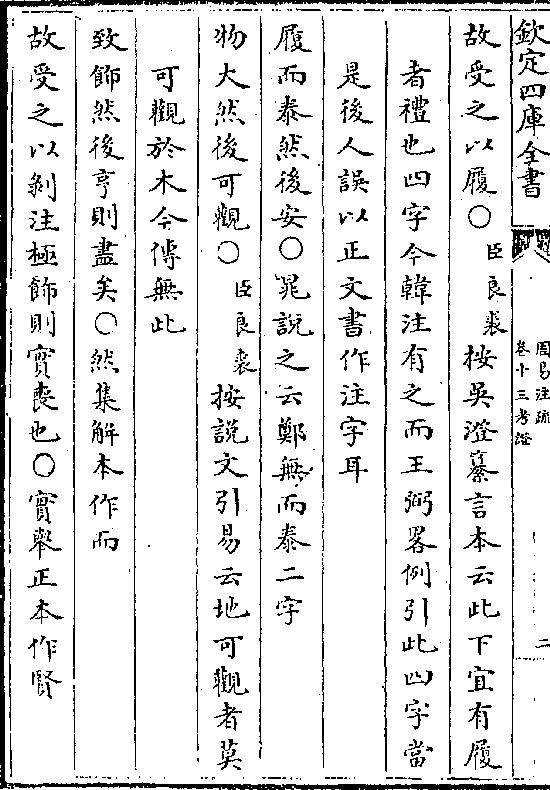 欽定四庫全書
周易注疏
卷十三考證
二
故受之以履○臣良裘按吳澄纂言本云此下宜有履
者禮也四字今韓注有之而王弼畧例引此四字當
是後人誤以正文書作注字耳
履而泰然後安○晁說之云鄭無而泰二字
物大然後可觀○臣良裘按說文引易云地可觀者莫
可觀於木今傳無此
致飾然後亨則盡矣○然集解本作而
故受之以剝注極飾則實喪也○實舉正本作賢